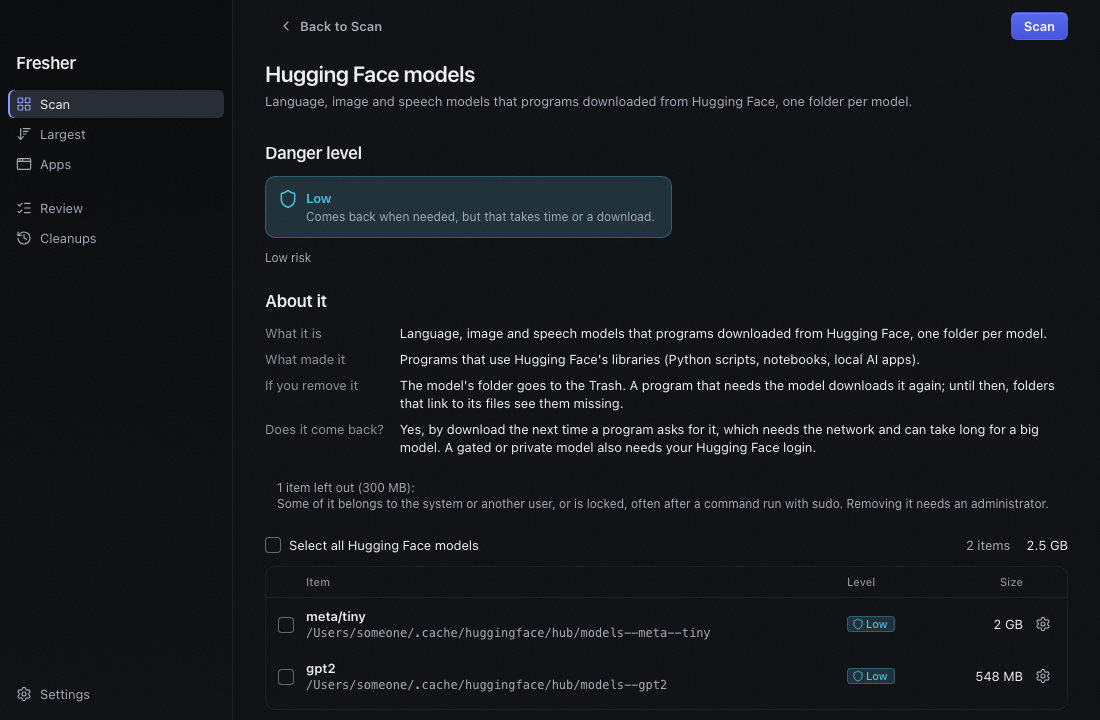 Back to Scan
Scan
Fresher
Scan
Largest
Apps
Review
Cleanups
Settings
Hugging Face models
Language, image and speech models that programs downloaded from Hugging Face, one folder per model.
Danger level
Low
Comes back when needed, but that takes time or a download.
Low risk
About it
What it is
Language, image and speech models that programs downloaded from Hugging Face, one folder per model.
What made it
Programs that use Hugging Face's libraries (Python scripts, notebooks, local AI apps).
If you remove it
The model's folder goes to the Trash. A program that needs the model downloads it again; until then, folders
that link to its files see them missing.
Does it come back?
Yes, by download the next time a program asks for it, which needs the network and can take long for a big
model. A gated or private model also needs your Hugging Face login.
1 item left out (300 MB):
Some of it belongs to the system or another user, or is locked, often after a command run with sudo. Removing it needs an administrator.
Select all Hugging Face models 2 items 2.5 GB
Item Level Size
meta/tiny
/Users/someone/.cache/huggingface/hub/models--meta--tiny
Low 2 GB
gpt2
/Users/someone/.cache/huggingface/hub/models--gpt2
Low 548 MB